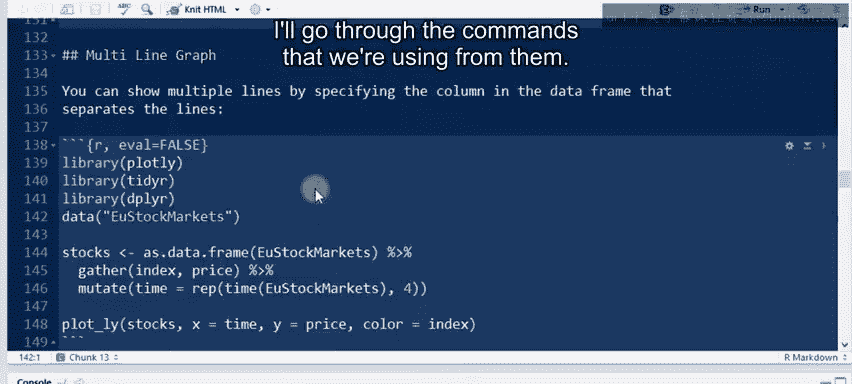 Knit HTML
Run
I'll go through the commands
that we're using from them.
131
132
133 ## Multi Line Graph
134
135 You can show multiple lines by specifying the column in the data frame that
136 separates the lines:
137
138 ```{r, eval=FALSE}
139 library(plotly)
140 library(tidyr)
141 library(dplyr)
142 data("EuStockMarkets")
143
144 stocks <- as.data.frame(EuStockMarkets) %>%
145 gather(index, price) %>%
146 mutate(time = rep(time(EuStockMarkets), 4))
147
148 plot_ly(stocks, x = time, y = price, color = index)
149 ```
142:1 Chunk 13 R Markdown
Console